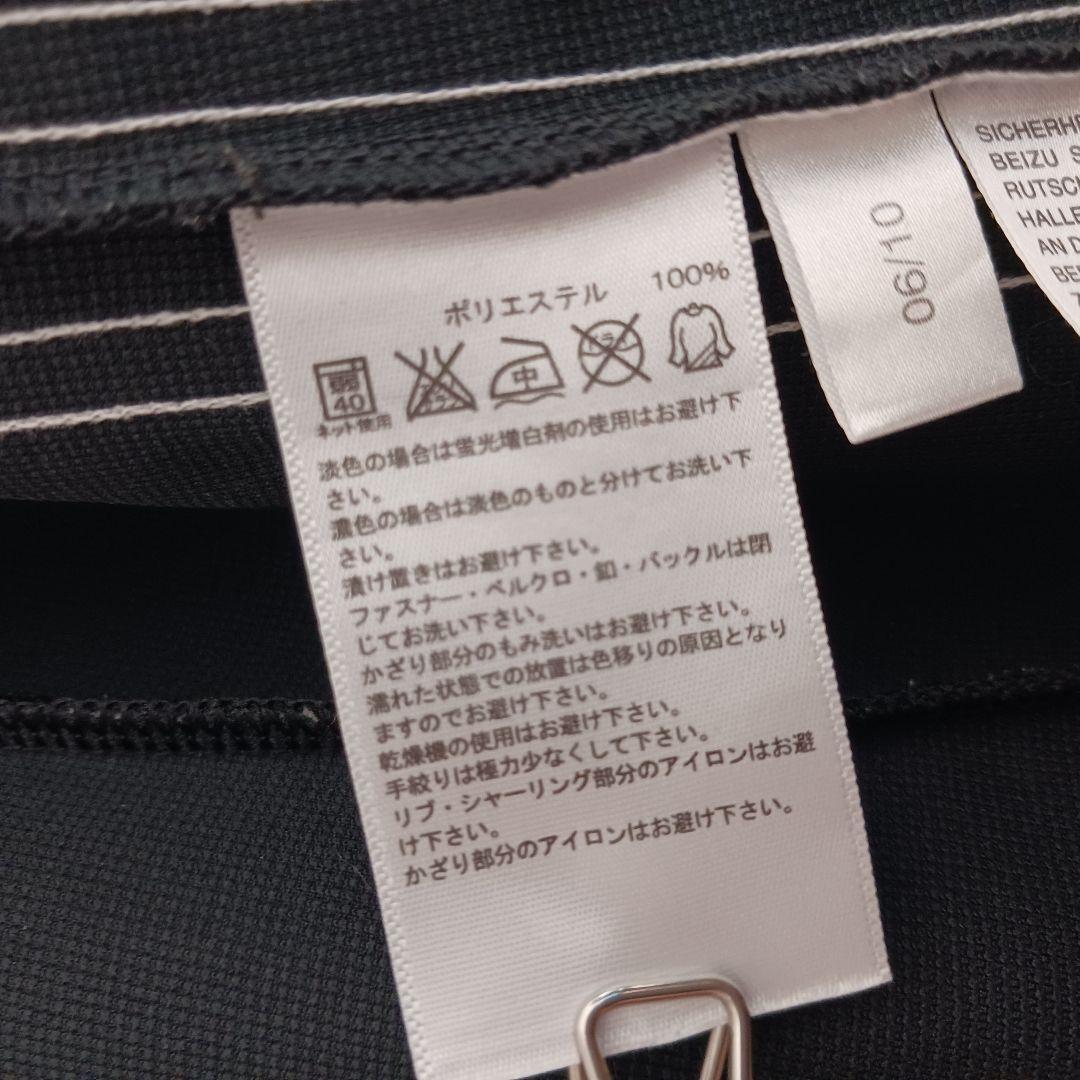 ポリエステル 100%
弱
40
ネット使用
中
淡色の場合は蛍光増白剤の使用はお避け下
さい。
濃色の場合は淡色のものと分けてお洗い下
さい。
漬け置きはお避け下さい。
ファスナー・ベルクロ・釦・バックルは閉
じてお洗い下さい。
かざり部分のもみ洗いはお避け下さい。
濡れた状態での放置は色移りの原因となり
ますのでお避け下さい。
乾燥機の使用はお避け下さい。
手絞りは極力少なくして下さい。
リブ・シャーリング部分のアイロンはお避
け下さい。
かざり部分のアイロンはお避け下さい。
06/10
BEIZU
RUTSCH
HALLE